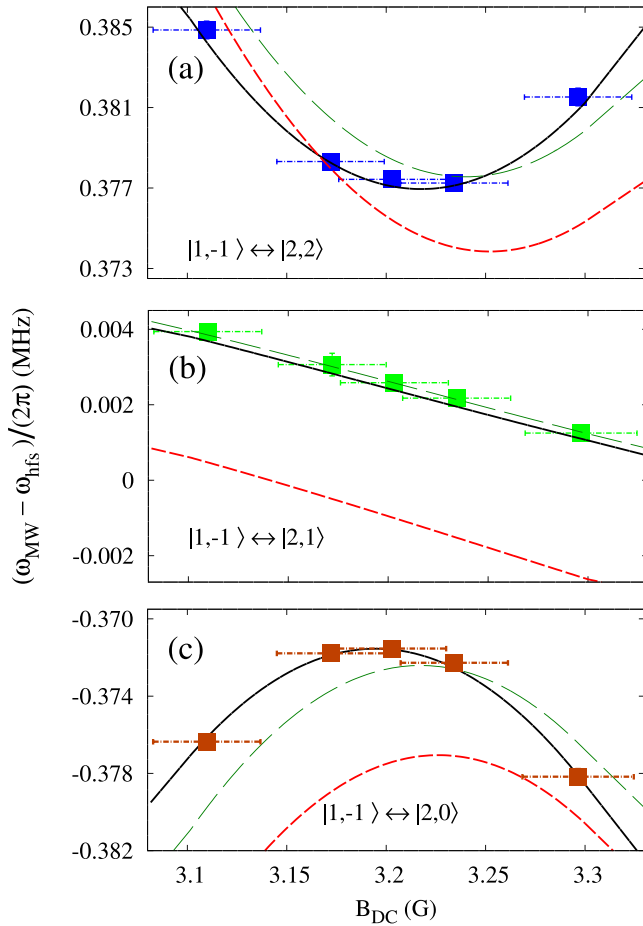 0.385
0.381
0.377
0.373
(a)
|1,-1 ⟩ ↔ |2,2⟩
(ω_MW − ω_hfs)/(2π) (MHz)
0.004
0.002
0
-0.002
(b)
|1,-1 ⟩ ↔ |2,1⟩
-0.370
-0.374
-0.378
-0.382
(c)
|1,-1 ⟩ ↔ |2,0⟩
3.1 3.15 3.2 3.25 3.3
B_DC (G)